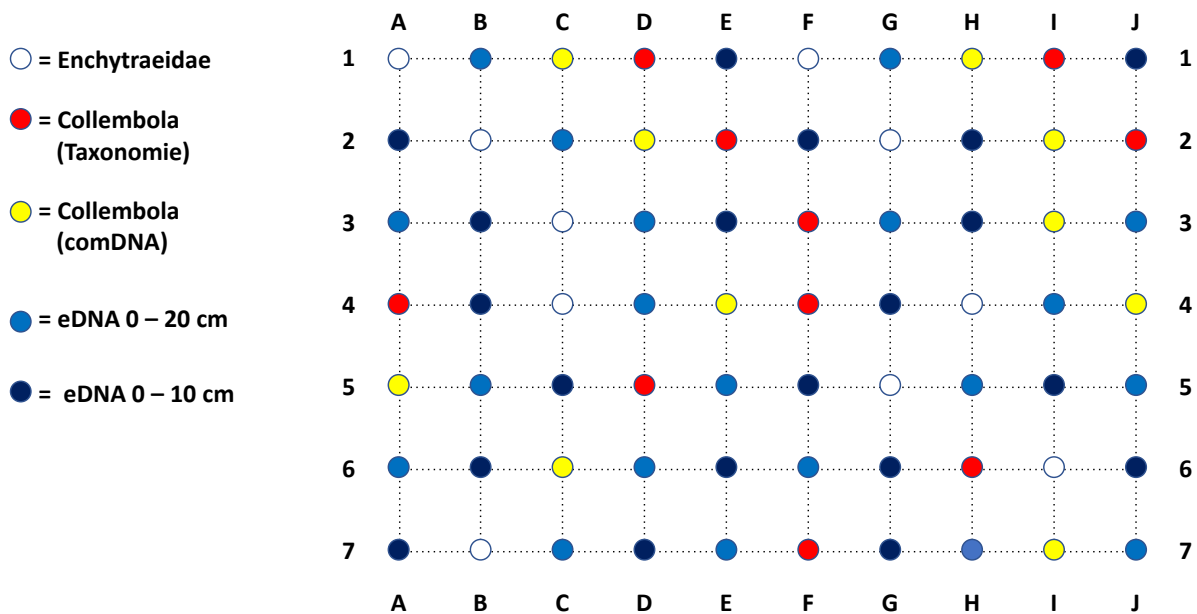 A B C D E F G H I J
= Enchytraeidae
1 1
= Collembola
(Taxonomie)
2 2
= Collembola
(comDNA)
3 3
= eDNA 0 – 20 cm
4 4
= eDNA 0 – 10 cm
5 5
6 6
7 7
A B C D E F G H I J